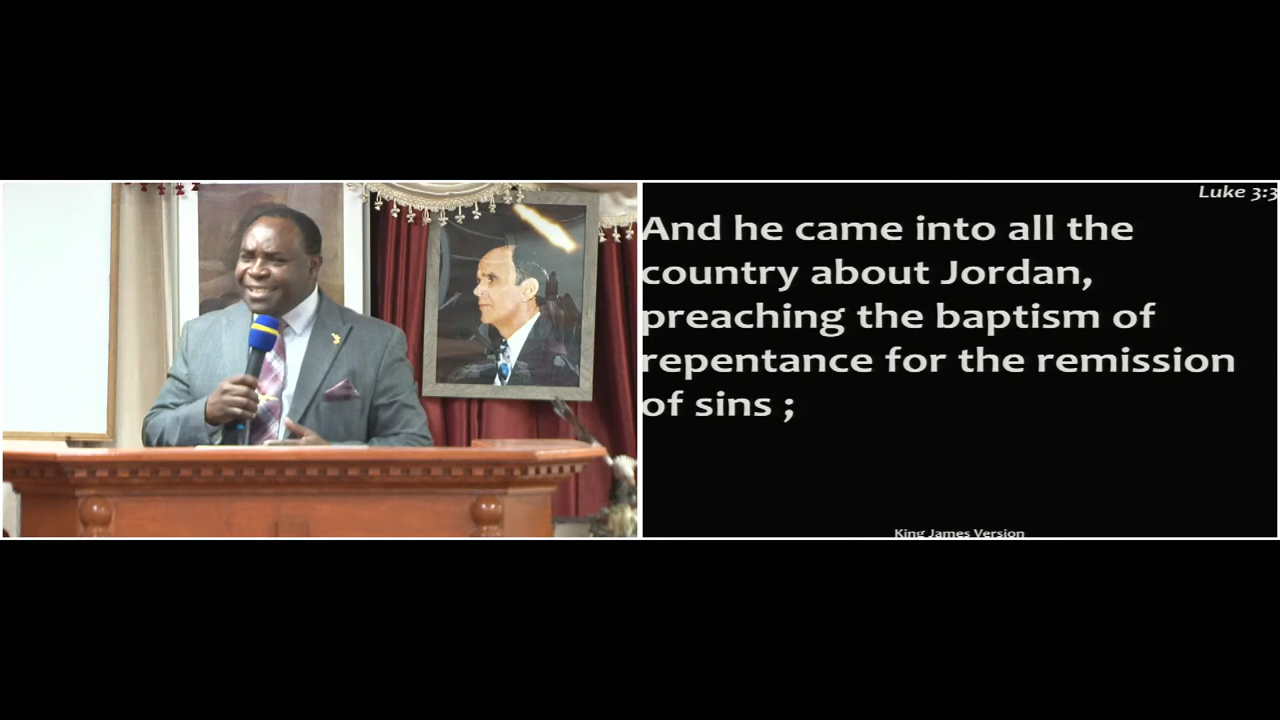 Luke 3:3
And he came into all the
country about Jordan,
preaching the baptism of
repentance for the remission
of sins ;
King James Version